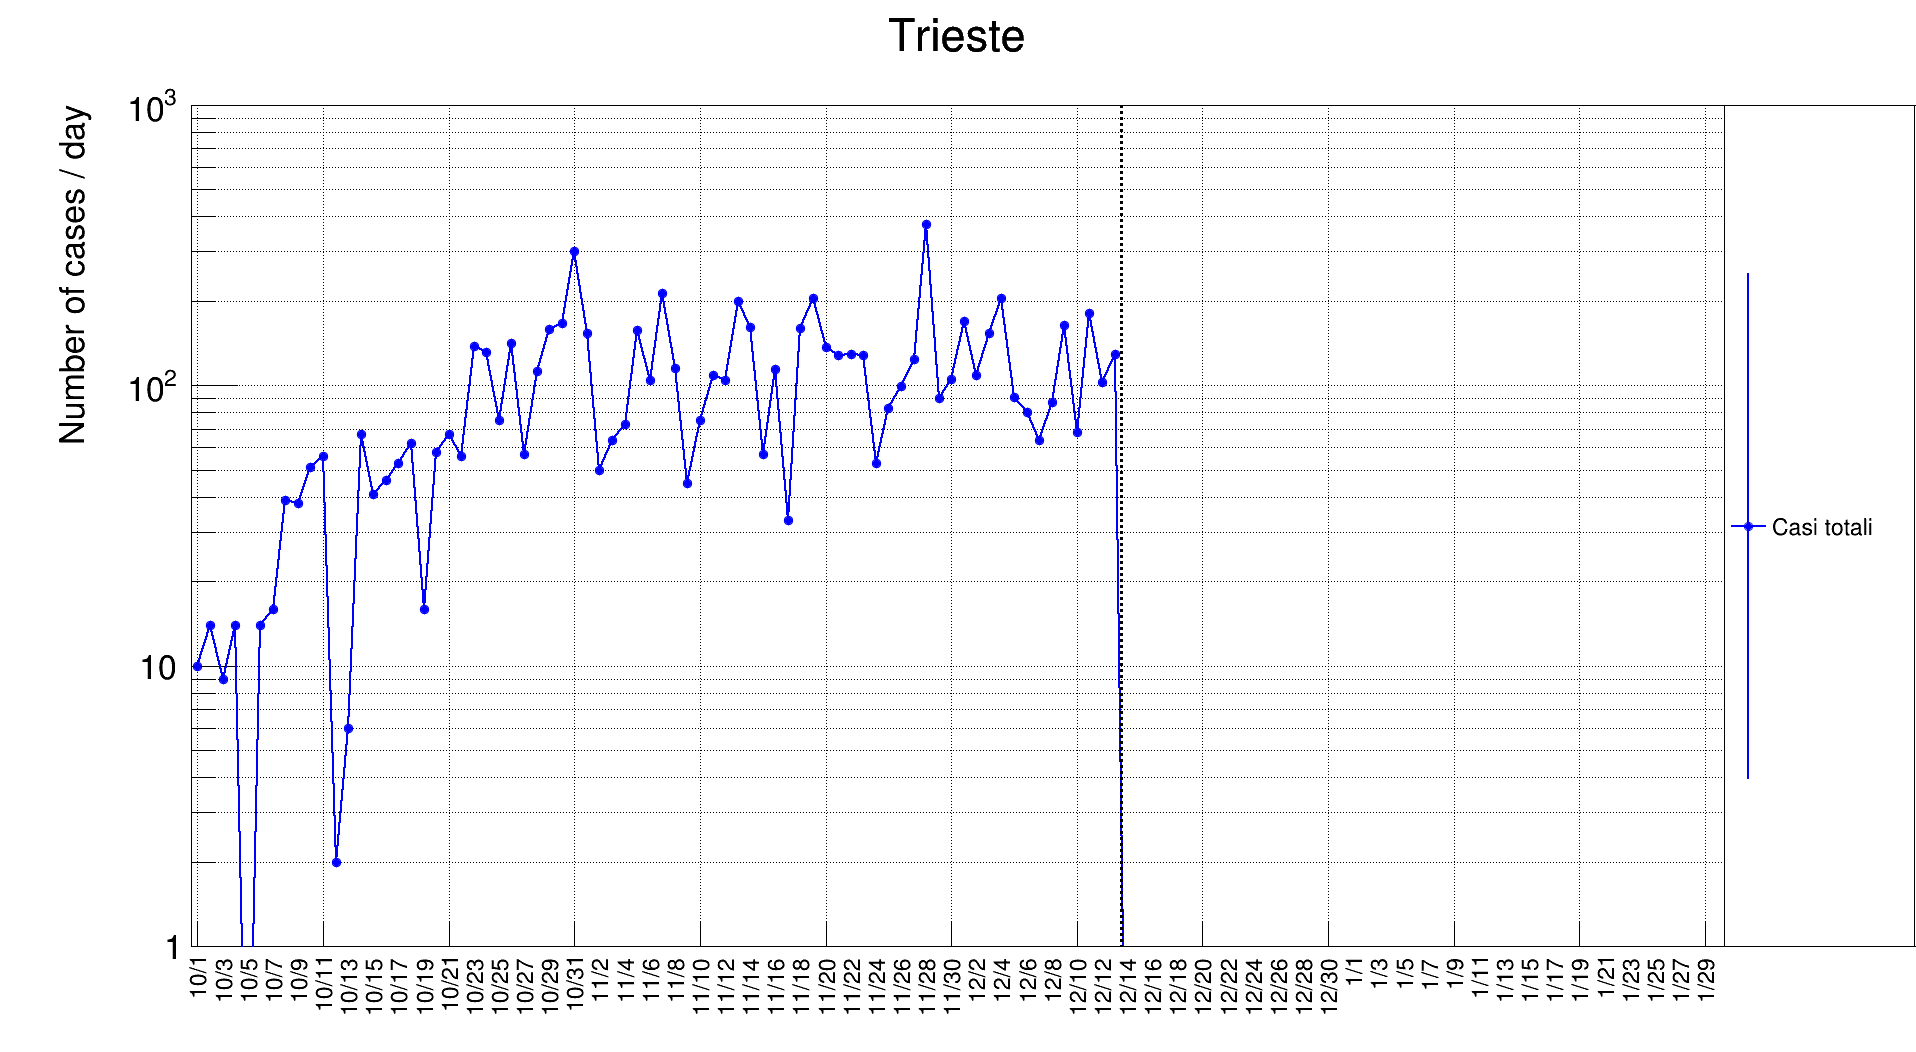 Trieste
Number of cases / day
10³
10²
10
1
10/1 10/3 10/5 10/7 10/9 10/11 10/13 10/15 10/17 10/19 10/21 10/23 10/25 10/27 10/29 10/31 11/2 11/4 11/6 11/8 11/10 11/12 11/14 11/16 11/18 11/20 11/22 11/24 11/26 11/28 11/30 12/2 12/4 12/6 12/8 12/10 12/12 12/14 12/16 12/18 12/20 12/22 12/24 12/26 12/28 12/30 1/1 1/3 1/5 1/7 1/9 1/11 1/13 1/15 1/17 1/19 1/21 1/23 1/25 1/27 1/29
Casi totali